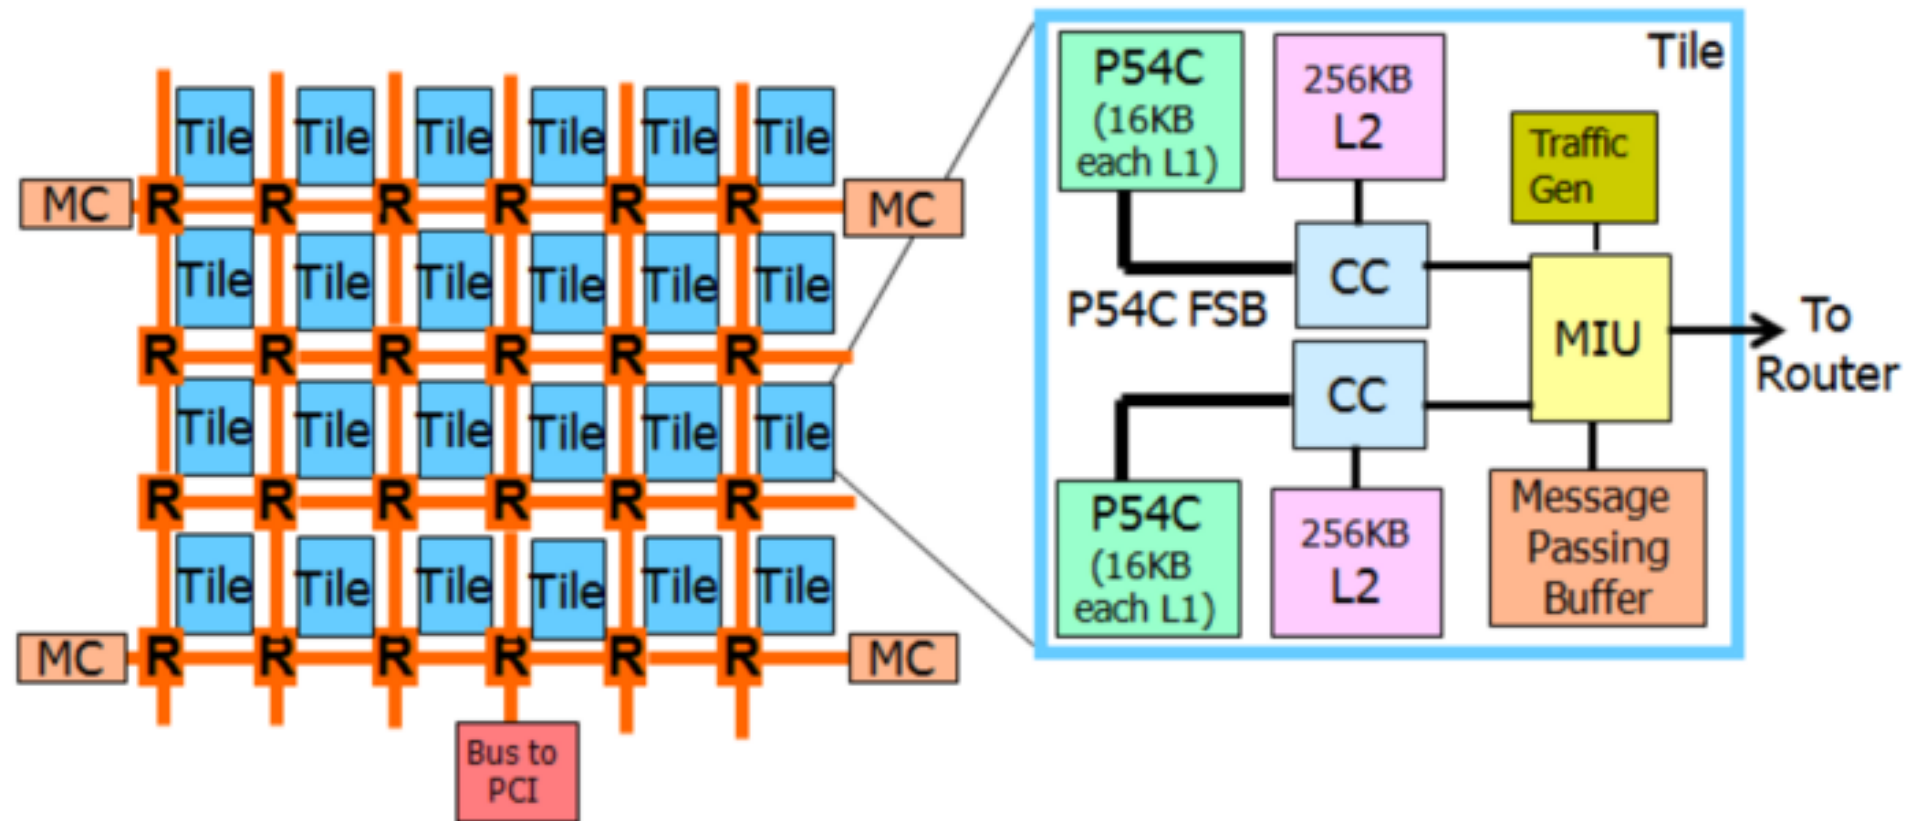 Tile Tile Tile Tile Tile Tile
MC R R R R R R MC
Tile Tile Tile Tile Tile Tile
R R R R R R
Tile Tile Tile Tile Tile Tile
R R R R R R
Tile Tile Tile Tile Tile Tile
MC R R R R R R MC
Bus to
PCI
Tile
P54C
(16KB
each L1)
256KB
L2
Traffic
Gen
CC
P54C FSB
MIU
To
Router
CC
P54C
(16KB
each L1)
256KB
L2
Message
Passing
Buffer